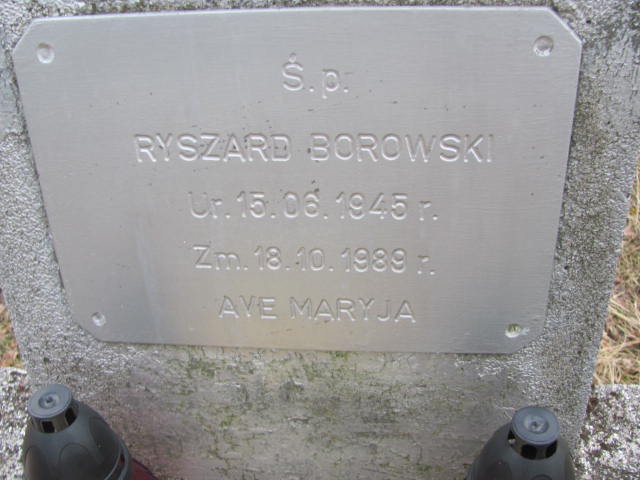 Ś.p.
RYSZARD BOROWSKI
Ur. 15.06.1945 r.
Zm. 18.10.1989 r.
AVE MARYJA